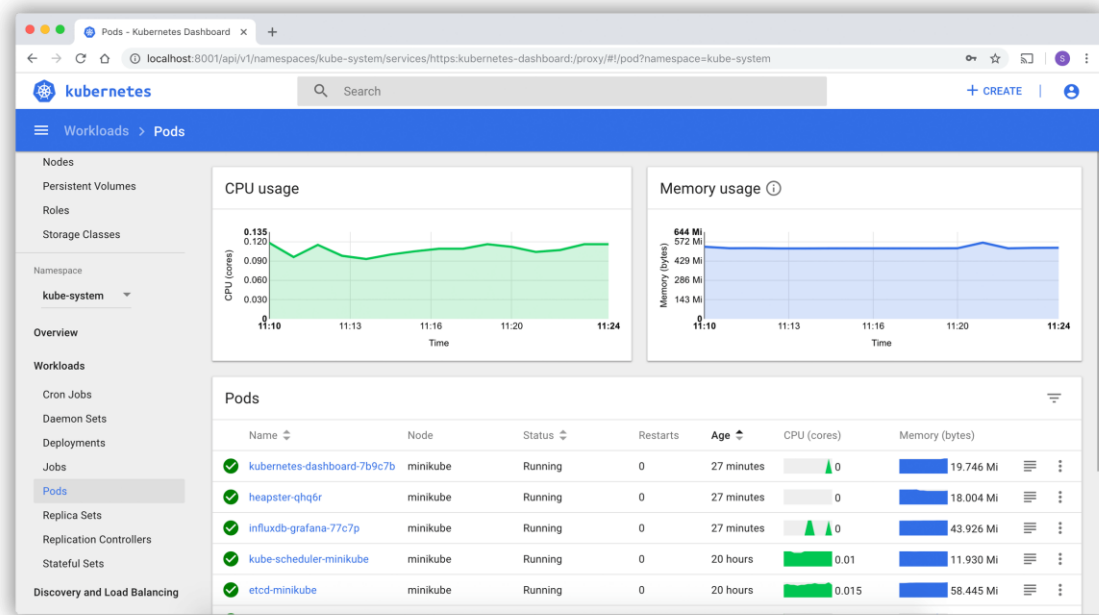 Pods - Kubernetes Dashboard
localhost:8001/api/v1/namespaces/kube-system/services/https:kubernetes-dashboard:/proxy/#!/pod?namespace=kube-system
S
kubernetes
Search
+ CREATE
Workloads > Pods
Nodes
Persistent Volumes
Roles
Storage Classes
Namespace
kube-system
Overview
Workloads
Cron Jobs
Daemon Sets
Deployments
Jobs
Pods
Replica Sets
Replication Controllers
Stateful Sets
Discovery and Load Balancing
CPU usage
CPU (cores)
0.135
0.120
0.090
0.060
0.030
0
11:10 11:13 11:16 11:20 11:24
Time
Memory usage
Memory (bytes)
644 Mi
572 Mi
429 Mi
286 Mi
143 Mi
0
11:10 11:13 11:16 11:20 11:24
Time
Pods
Name Node Status Restarts Age CPU (cores) Memory (bytes)
kubernetes-dashboard-7b9c7b minikube Running 0 27 minutes 0 19.746 Mi
heapster-qhq6r minikube Running 0 27 minutes 0 18.004 Mi
influxdb-grafana-77c7p minikube Running 0 27 minutes 0 43.926 Mi
kube-scheduler-minikube minikube Running 0 20 hours 0.01 11.930 Mi
etcd-minikube minikube Running 0 20 hours 0.015 58.445 Mi